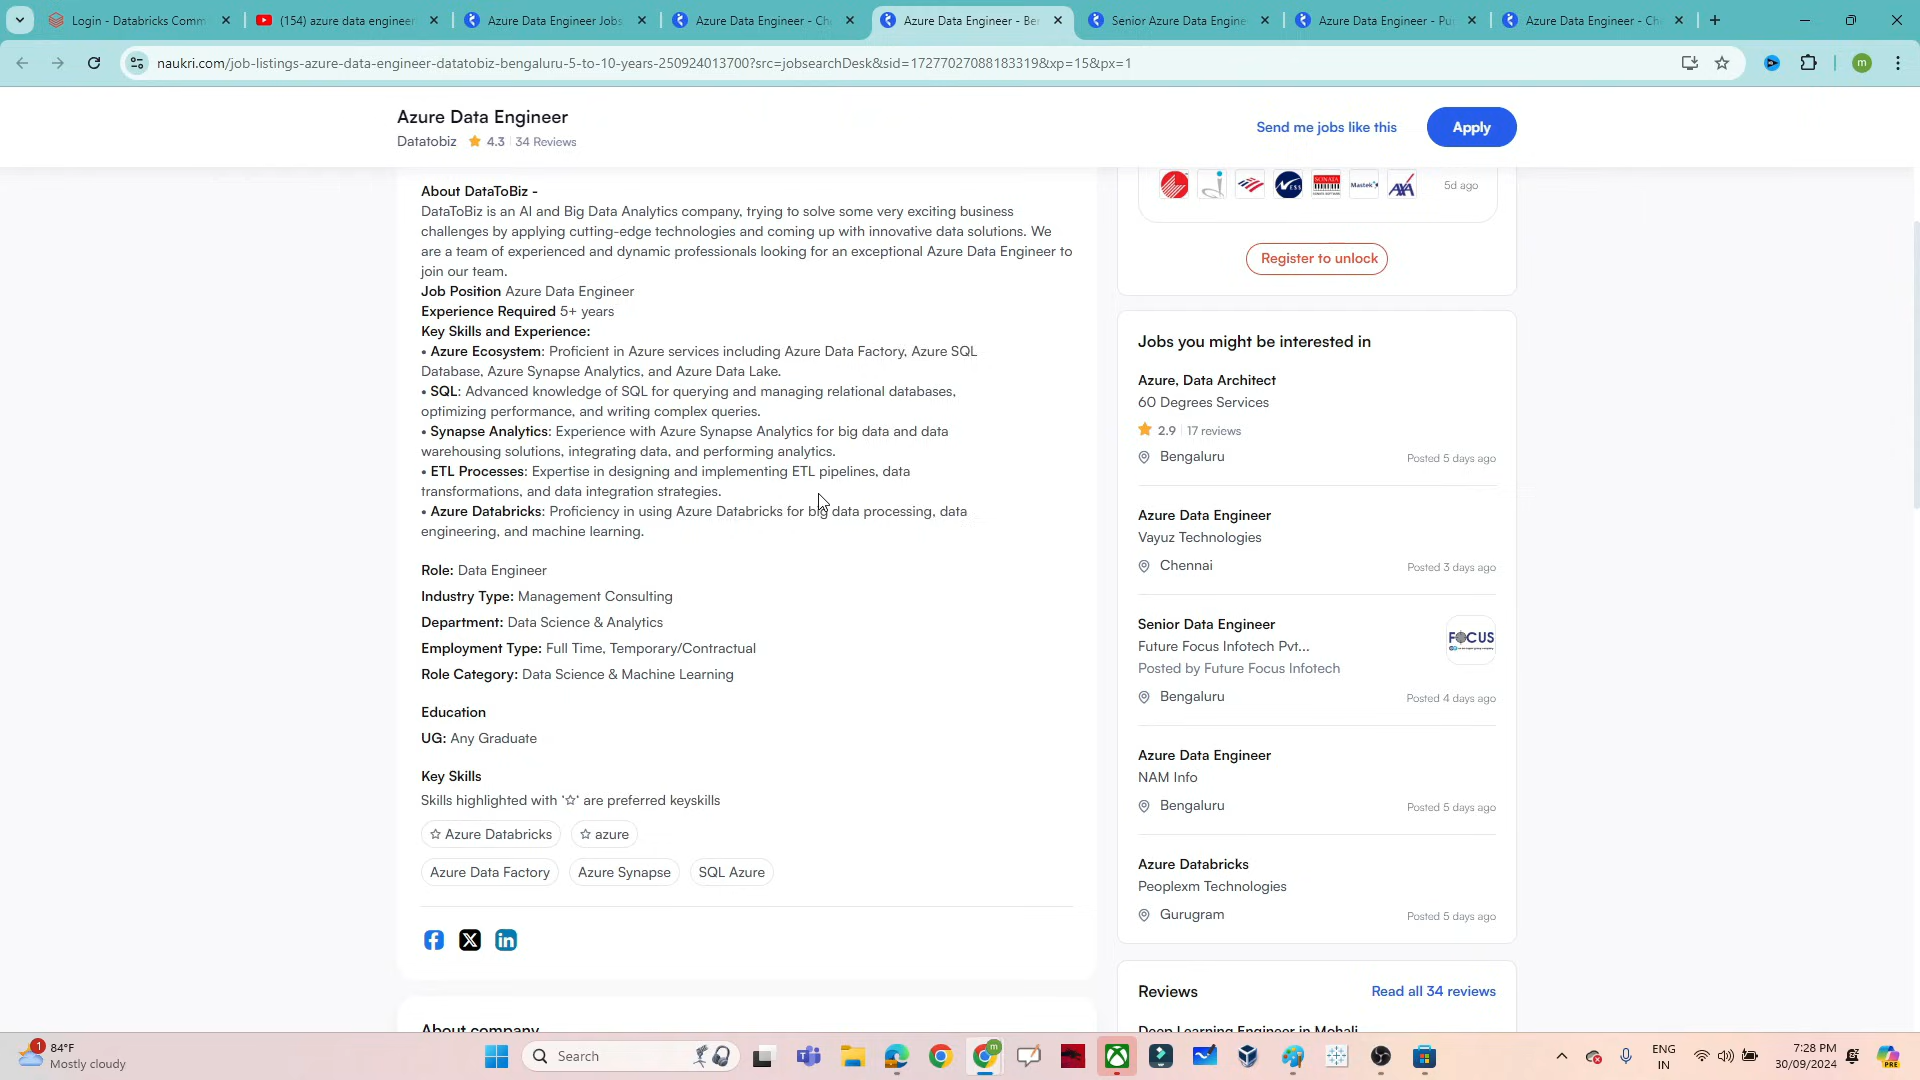 Login - Databricks Comm
(154) azure data engineer
Azure Data Engineer Jobs
Azure Data Engineer - Ch
Azure Data Engineer - Be
Senior Azure Data Engine
Azure Data Engineer - Pu
Azure Data Engineer - Ch
naukri.com/job-listings-azure-data-engineer-datatobiz-bengaluru-5-to-10-years-250924013700?src=jobsearchDesk&sid=17277027088183319&xp=15&px=1
m
Azure Data Engineer
Datatobiz 4.3 34 Reviews
Send me jobs like this
Apply
About DataToBiz -
DataToBiz is an AI and Big Data Analytics company, trying to solve some very exciting business
challenges by applying cutting-edge technologies and coming up with innovative data solutions. We
are a team of experienced and dynamic professionals looking for an exceptional Azure Data Engineer to
join our team.
Job Position Azure Data Engineer
Experience Required 5+ years
Key Skills and Experience:
• Azure Ecosystem: Proficient in Azure services including Azure Data Factory, Azure SQL
Database, Azure Synapse Analytics, and Azure Data Lake.
• SQL: Advanced knowledge of SQL for querying and managing relational databases,
optimizing performance, and writing complex queries.
• Synapse Analytics: Experience with Azure Synapse Analytics for big data and data
warehousing solutions, integrating data, and performing analytics.
• ETL Processes: Expertise in designing and implementing ETL pipelines, data
transformations, and data integration strategies.
• Azure Databricks: Proficiency in using Azure Databricks for big data processing, data
engineering, and machine learning.
Role: Data Engineer
Industry Type: Management Consulting
Department: Data Science & Analytics
Employment Type: Full Time, Temporary/Contractual
Role Category: Data Science & Machine Learning
Education
UG: Any Graduate
Key Skills
Skills highlighted with '☆' are preferred keyskills
☆ Azure Databricks
☆ azure
Azure Data Factory
Azure Synapse
SQL Azure
About company
SONATA
Mastek
AXA
5d ago
Register to unlock
Jobs you might be interested in
Azure, Data Architect
60 Degrees Services
2.9 17 reviews
Bengaluru
Posted 5 days ago
Azure Data Engineer
Vayuz Technologies
Chennai
Posted 3 days ago
Senior Data Engineer
Future Focus Infotech Pvt...
Posted by Future Focus Infotech
FOCUS
Bengaluru
Posted 4 days ago
Azure Data Engineer
NAM Info
Bengaluru
Posted 5 days ago
Azure Databricks
Peoplexm Technologies
Gurugram
Posted 5 days ago
Reviews
Read all 34 reviews
Deep Learning Engineer in Mohali
1
84°F
Mostly cloudy
Search
m
ENG
IN
7:28 PM
30/09/2024
PRE